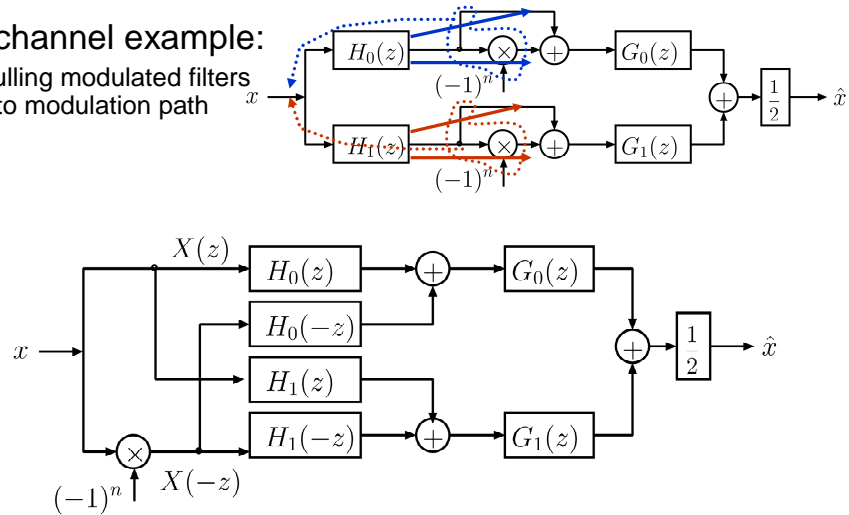 channel example:
ulling modulated filters
to modulation path
x
H_0(z)
×
+
G_0(z)
(-1)^n
+
1/2
x̂
H_1(z)
×
+
G_1(z)
(-1)^n
X(z)
H_0(z)
+
G_0(z)
H_0(-z)
x
+
1/2
x̂
H_1(z)
H_1(-z)
+
G_1(z)
×
(-1)^n
X(-z)